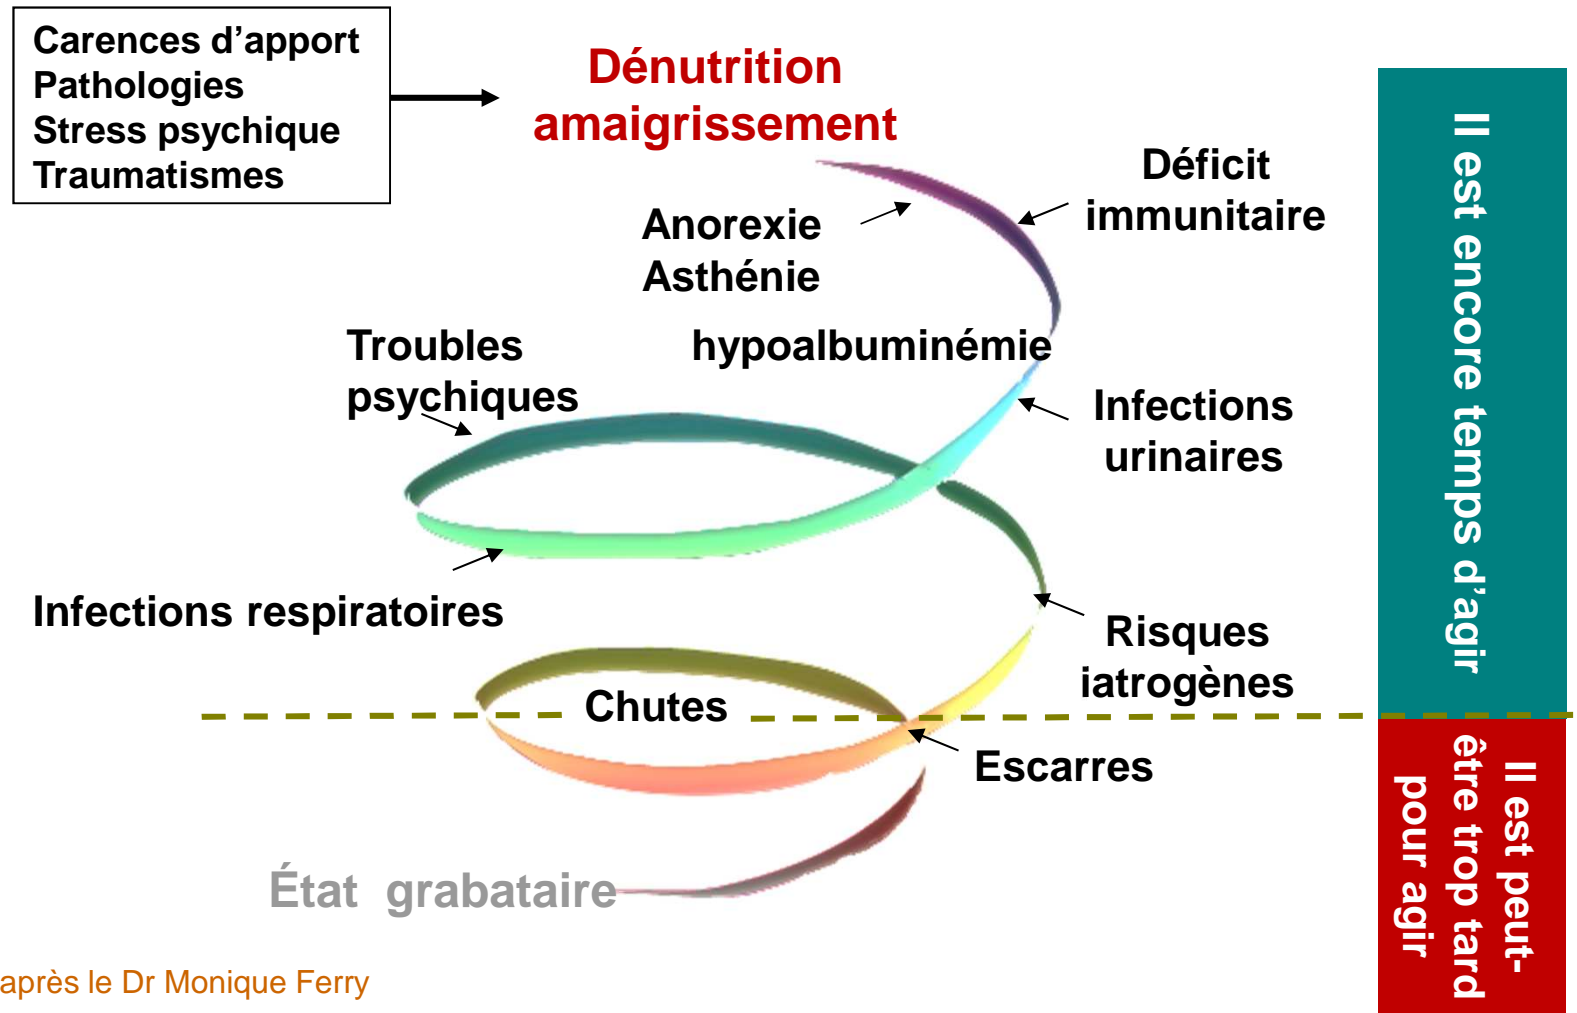 Carences d’apport
Pathologies
Stress psychique
Traumatismes
Dénutrition
amaigrissement
Déficit
immunitaire
Anorexie
Asthénie
Troubles
psychiques
hypoalbuminémie
Infections
urinaires
Infections respiratoires
Risques
iatrogènes
Chutes
Escarres
État grabataire
Il est encore temps d’agir
Il est peut-
être trop tard
pour agir
après le Dr Monique Ferry